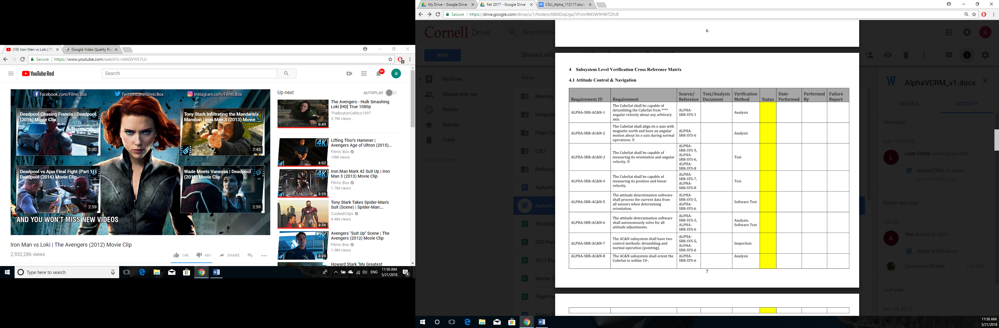 (10) Iron Man vs Loki | Th
Google Video Quality Re
Secure
https://www.youtube.com/watch?v=b6IGVYr57LU
7
YouTube Red
Search
9+
a
Facebook.com/FilmicBox
Twitter.com/FilmicBox
Instagram.com/FilmicBox
Deadpool Chasing Francis | Deadpool
(2016) Movie Clip
...
3:00
Tony Stark Infiltrating the Mandarin's
Mansion | Iron Man 3 (2013) Movie ...
4K
2:45
Deadpool vs Ajax Final Fight (Part 1) |
Deadpool (2016) Movie Clip
...
2:59
Wade Meets Vanessa | Deadpool
(2016) Movie Clip
...
2:59
AND YOU WON'T MISS NEW VIDEOS
Iron Man vs Loki | The Avengers (2012) Movie Clip
2,932,286 views
14K
481
SHARE
Up next
AUTOPLAY
The Avengers - Hulk Smashing
Loki [HD] True 1080p
TheBostonCeltics1997
3.7M views
0:49
Lifting Thor's Hammer |
Avengers Age of Ultron (2015)...
Filmic Box
10M views
4K
4:02
Iron Man Mark 42 Suit Up | Iron
Man 3 (2013) Movie Clip
Filmic Box
1.7M views
4K
3:20
Tony Stark Takes Spider-Man's
Suit (Scene) | Spider-Man:...
CoolestClips
4.4M views
3:26
Avengers "Suit Up" Scene | The
Avengers (2012) Movie Clip
Filmic Box
1.9M views
4K
3:20
Howard Stark "My Greatest
Type here to search
ENG
11:50 AM
5/21/2018
4
My Drive - Google Drive
Fall 2017 - Google Drive
CSLI_Alpha_112117.docx
Secure
https://drive.google.com/drive/u/1/folders/0B6IDiqUgq7JFUm9MSW9HWTZfclE
Cornell Drive
Search Driv
A
NEW
Shared wit
My Drive
Shared with me
Recent
Starred
Trash
338.4 MB used
Name
Meeting
Integrati
Flight Co
CSLI
Referenc
AlphaVC
AlphaVC
Possible
EDU Par
2017 Po
Master C
Flight Pa
Spring T
6
4 Subsystem Level Verification Cross Reference Matrix
4.1 Attitude Control & Navigation
Requirement ID
Requirement
Source/
Reference
Test/Analysis
Document
Verification
Method
Status
Date-
Performed
Performed
By
Failure
Report
ALPHA-SRR-AC&N-1
The CubeSat shall be capable of
detumbling the CubeSat from ****
angular velocity about any arbitrary
axis.
ALPHA-
SRR-SYS-1
Analysis
ALPHA-SRR-AC&N-2
The CubeSat shall align its z-axis with
magnetic north and have an angular
motion about its z-axis during normal
operations.
ALPHA-
SRR-SYS-6
Analysis
ALPHA-SRR-AC&N-3
The CubeSat shall be capable of
measuring its orientation and angular
velocity.
ALPHA-
SRR-SYS-5,
ALPHA-
SRR-SYS-6,
ALPHA-
SRR-SYS-8
Test
ALPHA-SRR-AC&N-4
The CubeSat shall be capable of
measuring its position and linear
velocity.
ALPHA-
SRR-SYS-7,
ALPHA-
SRR-SYS-8
Test
ALPHA-SRR-AC&N-5
The attitude determination software
shall process the current data from
all sensors when determining
orientation.
ALPHA-
SRR-SYS-5,
ALPHA-
SRR-SYS-6
Software Test
ALPHA-SRR-AC&N-6
The attitude determination software
shall autonomously solve for all
attitude adjustments.
ALPHA-
SRR-SYS-5,
ALPHA-
SRR-SYS-6
Analysis,
Software Test
ALPHA-SRR-AC&N-7
The AC&N subsystem shall have two
control methods: detumbling and
normal operation (pointing).
ALPHA-
SRR-SYS-5,
ALPHA-
SRR-SYS-6
Inspection
ALPHA-SRR-AC&N-8
The AC&N subsystem shall orient the
CubeSat to within 10°.
ALPHA-
SRR-SYS-6
Analysis
7
AlphaVCRM_v1.docx
DETAILS
ACTIVITY
Yesterday
Sun 11:42 PM
L
Liam Crotty renamed an item
AlphaVCRM_v1.docx
Alpha VCRM.docx
Earlier this year
Jan 23
A
You shared an item
Alpha VCRM.docx
Saramoira Shields
Can edit
Last year
Dec 14, 2017
11:50 AM
5/21/2018